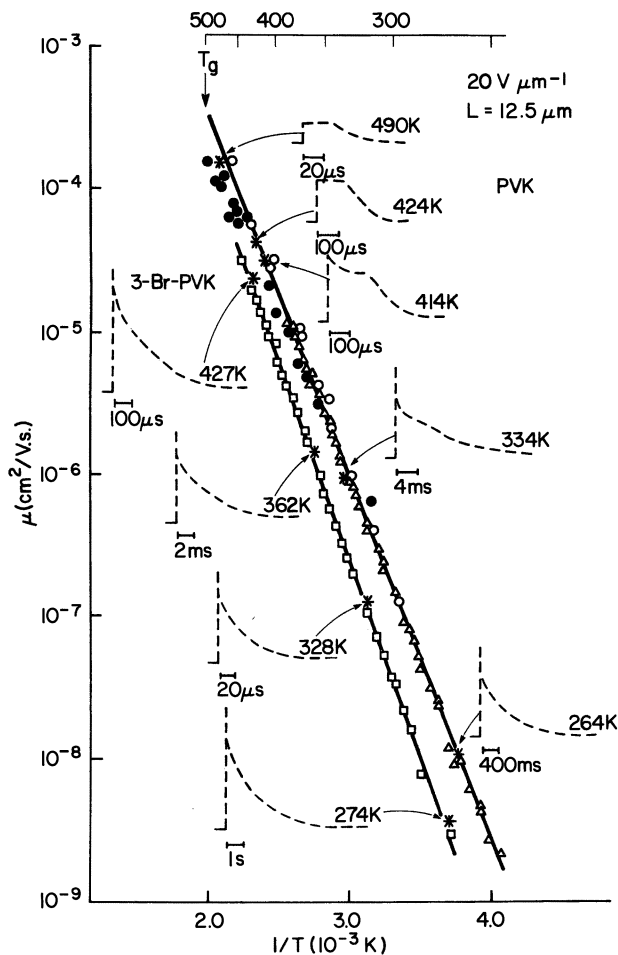 500 400 300
10⁻³
Tg
20 V μm⁻¹
L = 12.5 μm
490K
20μs
10⁻⁴
PVK
424K
100μs
3-Br-PVK
414K
10⁻⁵
100μs
427K
100μs
334K
10⁻⁶
4ms
362K
2ms
μ(cm²/V.s.)
10⁻⁷
328K
20μs
264K
10⁻⁸
400ms
274K
1s
10⁻⁹
2.0 3.0 4.0
1/T (10⁻³ K)